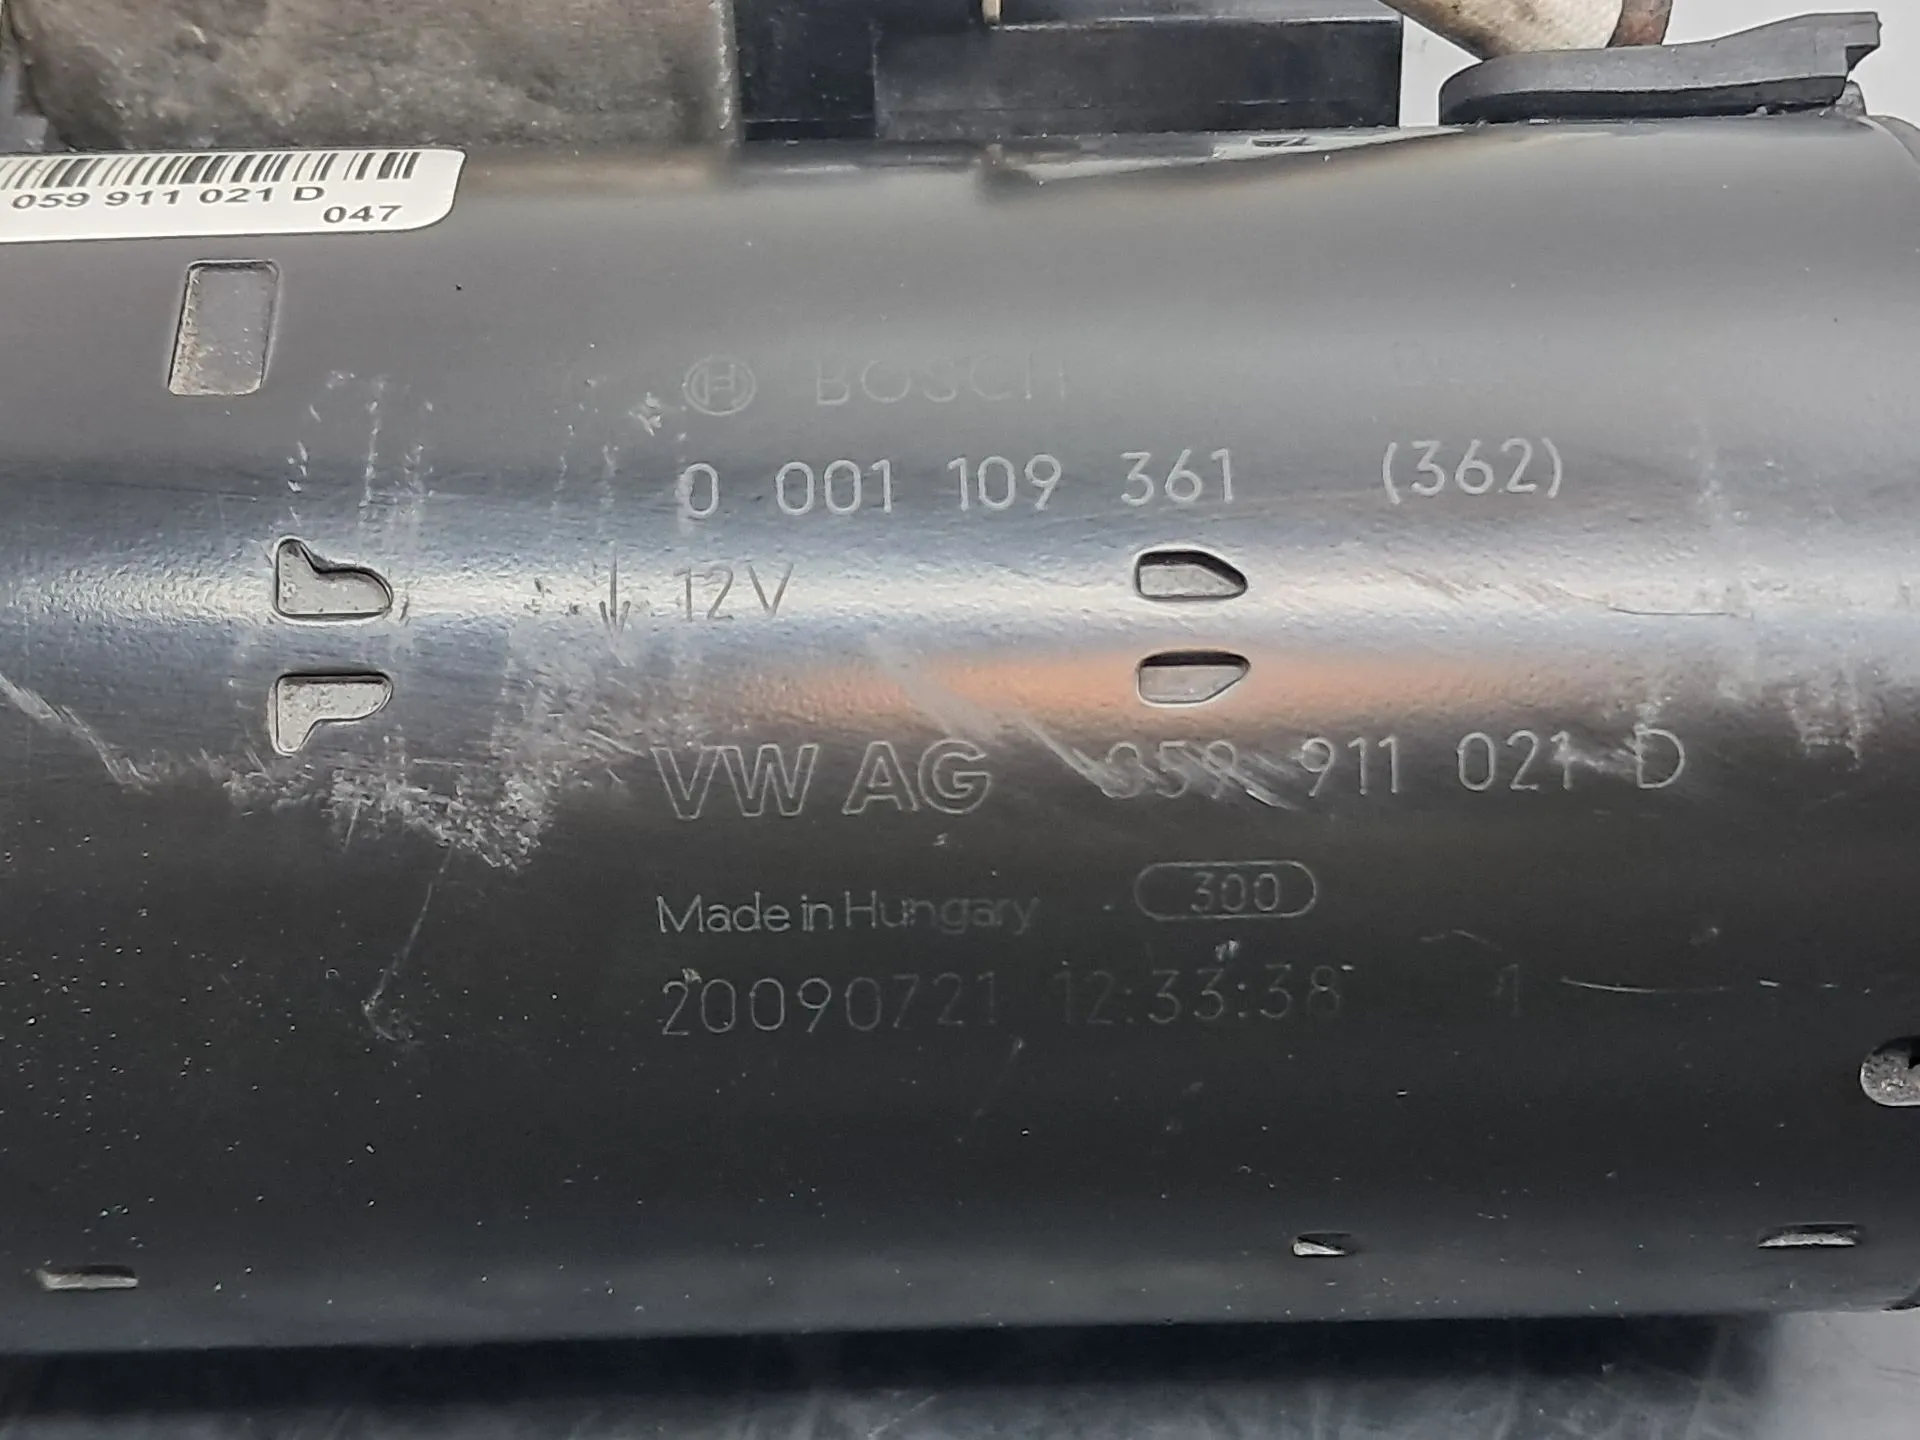 059 911 021 D
047
BOSCH
0 001 109 361 (362)
12V
VW AG 059 911 021 D
Made in Hungary 300
20090721 12:33:38 1